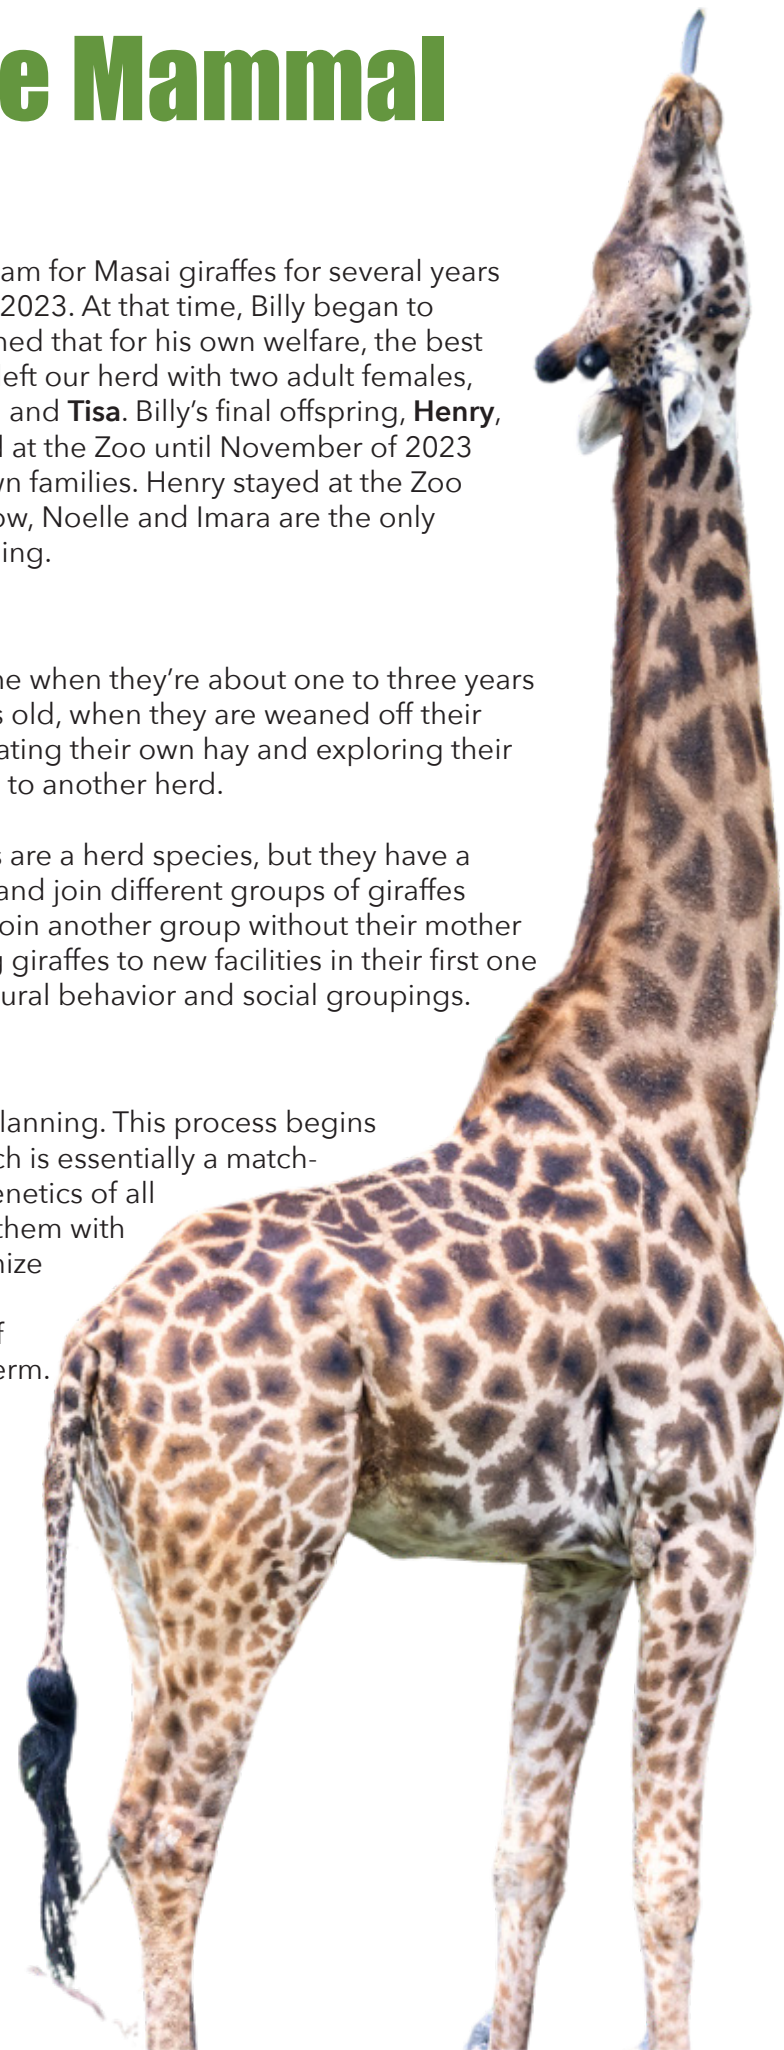 e Mammal
am for Masai giraffes for several years
2023. At that time, Billy began to
ned that for his own welfare, the best
left our herd with two adult females,
and Tisa. Billy’s final offspring, Henry,
l at the Zoo until November of 2023
vn families. Henry stayed at the Zoo
ow, Noelle and Imara are the only
ing.
ne when they’re about one to three years
s old, when they are weaned off their
ating their own hay and exploring their
to another herd.
s are a herd species, but they have a
and join different groups of giraffes
oin another group without their mother
g giraffes to new facilities in their first one
ural behavior and social groupings.
lanning. This process begins
ch is essentially a match-
enetics of all
them with
nize
f
erm.